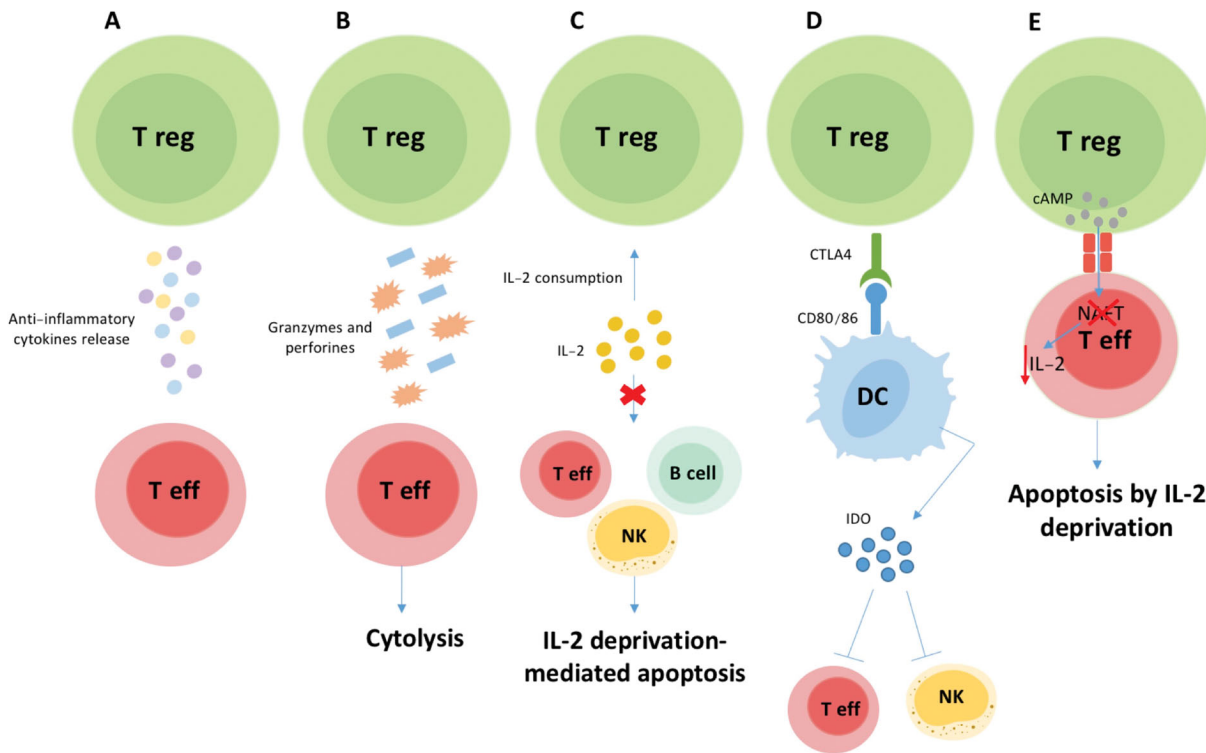 A
T reg
Anti-inflammatory
cytokines release
T eff
B
T reg
Granzymes and
perforines
T eff
Cytolysis
C
T reg
IL-2 consumption
IL-2
T eff
B cell
NK
IL-2 deprivation-
mediated apoptosis
D
T reg
CTLA4
CD80/86
DC
IDO
T eff
NK
E
T reg
cAMP
NAFT
T eff
IL-2
Apoptosis by IL-2
deprivation